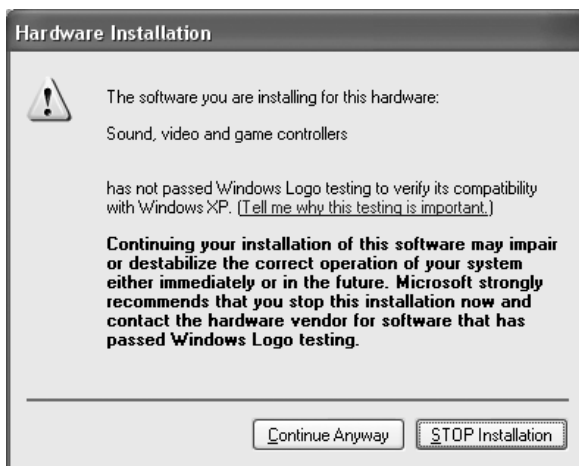 Hardware Installation
The software you are installing for this hardware:
Sound, video and game controllers
has not passed Windows Logo testing to verify its compatibility
with Windows XP. (Tell me why this testing is important.)
Continuing your installation of this software may impair
or destabilize the correct operation of your system
either immediately or in the future. Microsoft strongly
recommends that you stop this installation now and
contact the hardware vendor for software that has
passed Windows Logo testing.
Continue Anyway STOP Installation